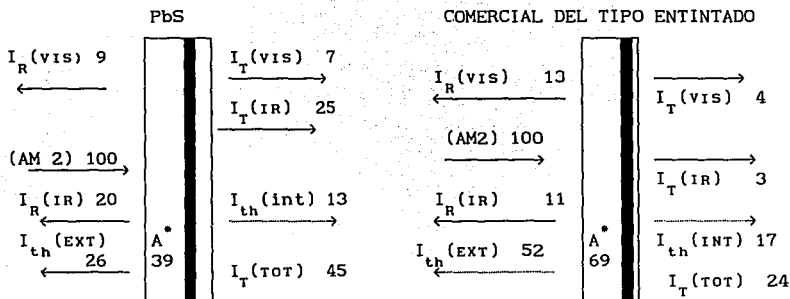 PbS
I_R(VIS) 9
I_T(VIS) 7
I_T(IR) 25
(AM 2) 100
I_R(IR) 20
I_th(int) 13
I_th(EXT) 26
A* 39
I_T(TOT) 45
COMERCIAL DEL TIPO ENTINTADO
I_R(VIS) 13
I_T(VIS) 4
(AM2) 100
I_T(IR) 3
I_R(IR) 11
I_th(INT) 17
I_th(EXT) 52
A* 69
I_T(TOT) 24